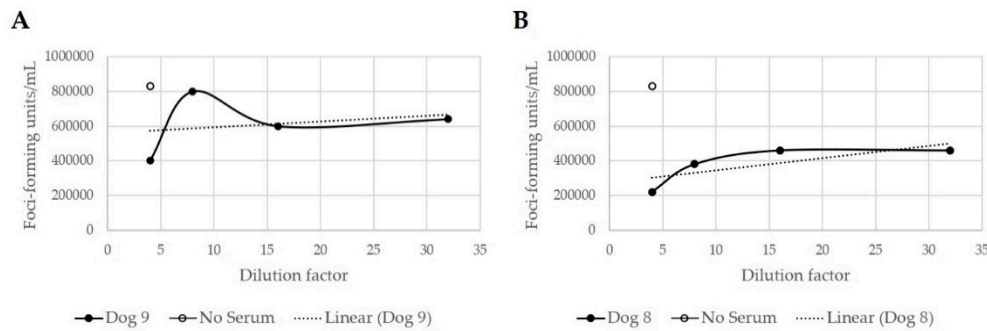 A
Foci-forming units/mL
1000000
800000
600000
400000
200000
0
0 5 10 15 20 25 30 35
Dilution factor
Dog 9 No Serum Linear (Dog 9)
B
Foci-forming units/mL
1000000
800000
600000
400000
200000
0
0 5 10 15 20 25 30 35
Dilution factor
Dog 8 No Serum Linear (Dog 8)